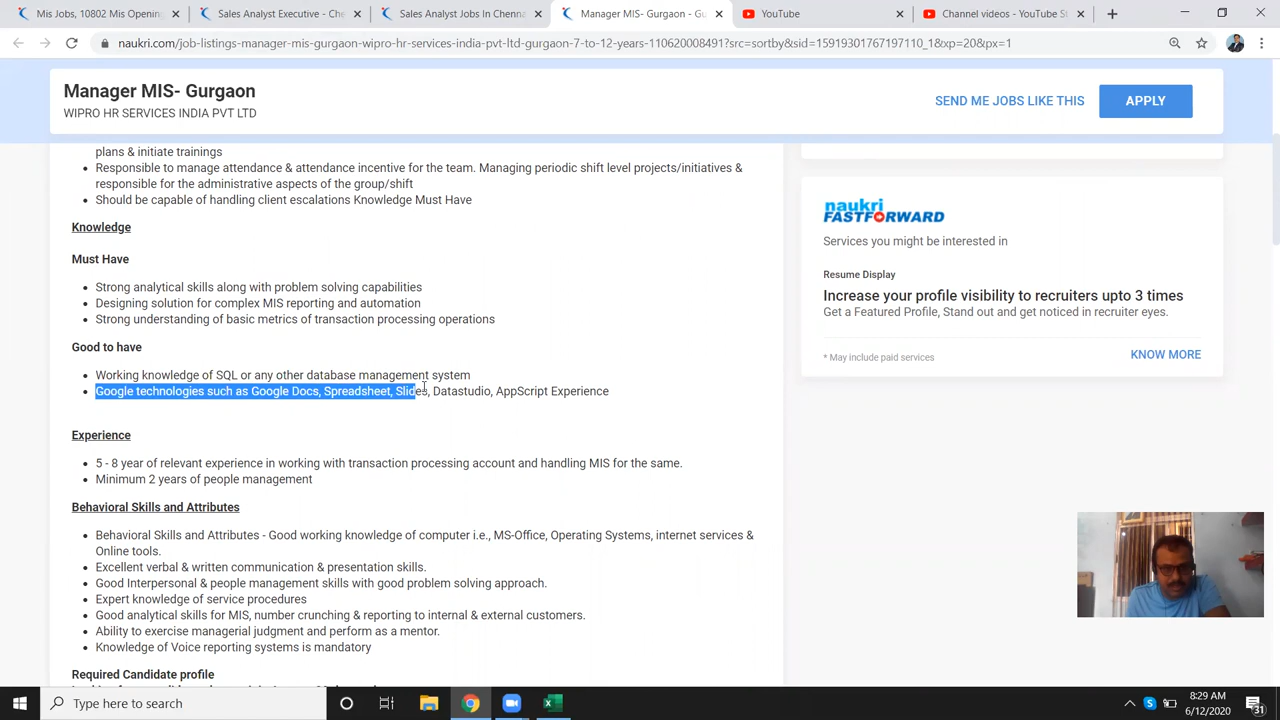 Mis Jobs, 10802 Mis Opening
Sales Analyst Executive - Che
Sales Analyst Jobs In Chenna
Manager MIS- Gurgaon - Gu
YouTube
Channel videos - YouTube St
naukri.com/job-listings-manager-mis-gurgaon-wipro-hr-services-india-pvt-ltd-gurgaon-7-to-12-years-110620008491?src=sortby&sid=15919301767197110_1&xp=20&px=1
Manager MIS- Gurgaon
WIPRO HR SERVICES INDIA PVT LTD
SEND ME JOBS LIKE THIS
APPLY
plans & initiate trainings
Responsible to manage attendance & attendance incentive for the team. Managing periodic shift level projects/initiatives &
responsible for the administrative aspects of the group/shift
Should be capable of handling client escalations Knowledge Must Have
Knowledge
Must Have
Strong analytical skills along with problem solving capabilities
Designing solution for complex MIS reporting and automation
Strong understanding of basic metrics of transaction processing operations
Good to have
Working knowledge of SQL or any other database management system
Google technologies such as Google Docs, Spreadsheet, Slides, Datastudio, AppScript Experience
Experience
5 - 8 year of relevant experience in working with transaction processing account and handling MIS for the same.
Minimum 2 years of people management
Behavioral Skills and Attributes
Behavioral Skills and Attributes - Good working knowledge of computer i.e., MS-Office, Operating Systems, internet services &
Online tools.
Excellent verbal & written communication & presentation skills.
Good Interpersonal & people management skills with good problem solving approach.
Expert knowledge of service procedures
Good analytical skills for MIS, number crunching & reporting to internal & external customers.
Ability to exercise managerial judgment and perform as a mentor.
Knowledge of Voice reporting systems is mandatory
Required Candidate profile
naukri
FASTFORWARD
Services you might be interested in
Resume Display
Increase your profile visibility to recruiters upto 3 times
Get a Featured Profile, Stand out and get noticed in recruiter eyes.
* May include paid services
KNOW MORE
Type here to search
8:29 AM
6/12/2020
31